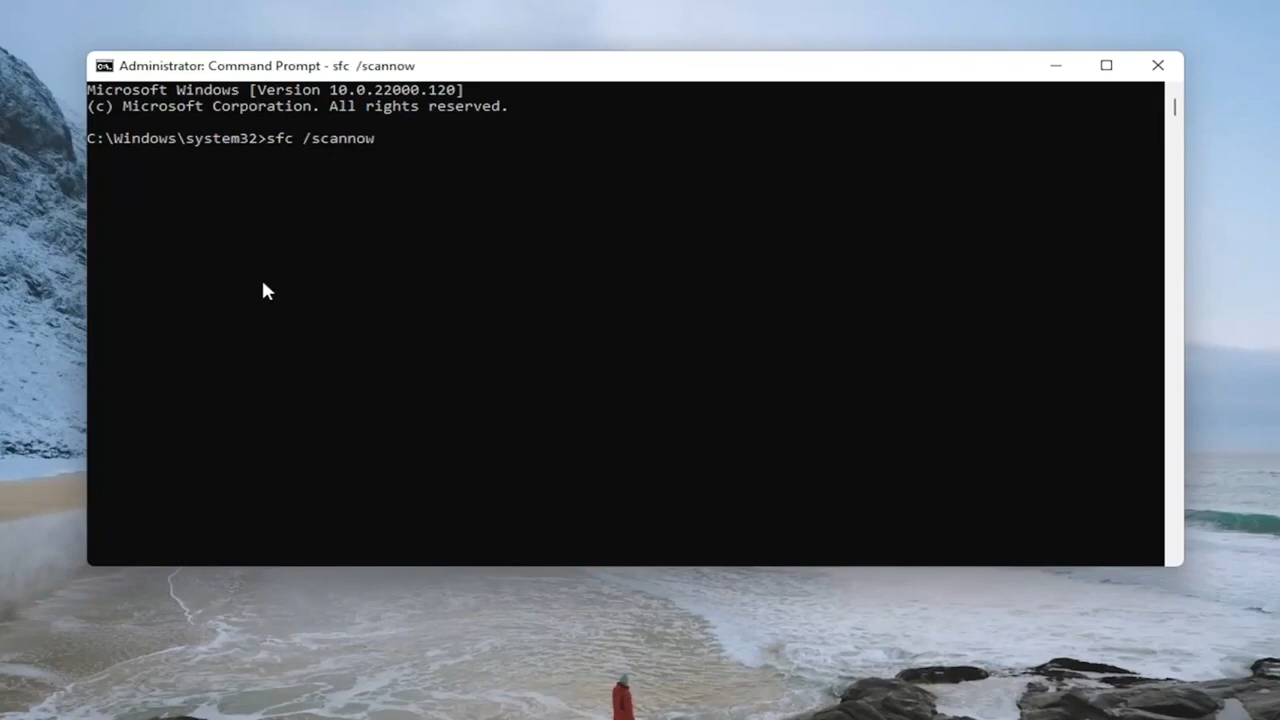 Administrator: Command Prompt - sfc  /scannow
Microsoft Windows [Version 10.0.22000.120]
(c) Microsoft Corporation. All rights reserved.
C:\Windows\system32>sfc /scannow